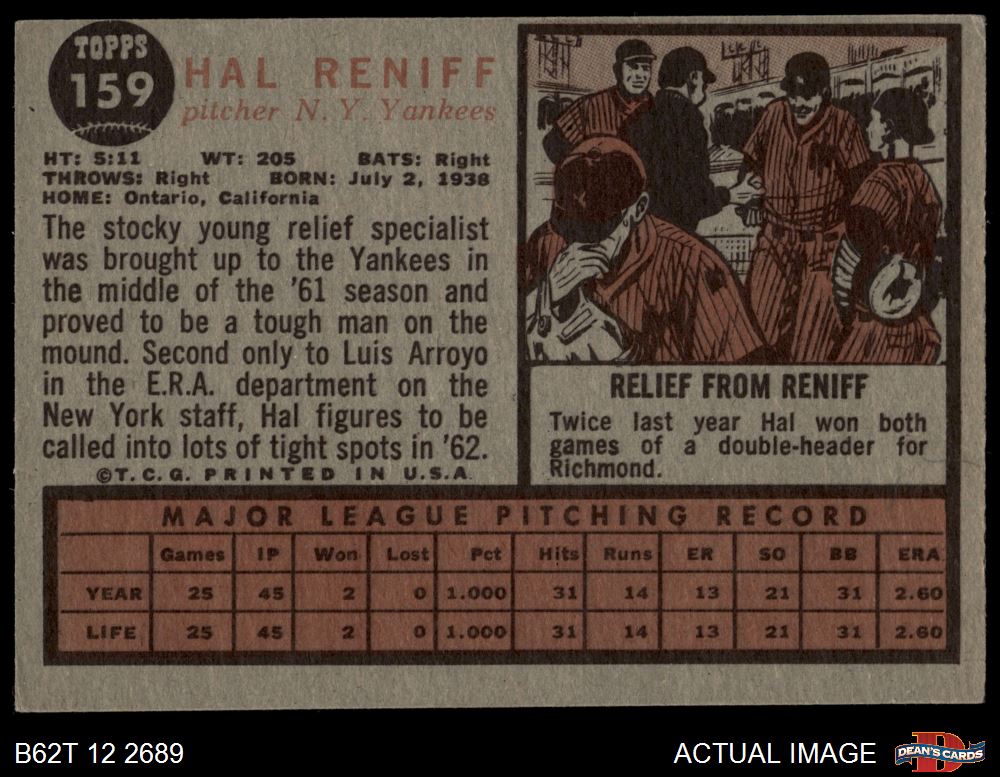 TOPPS
159
HAL RENIFF
pitcher N. Y. Yankees
HT: 5:11 WT: 205 BATS: Right
THROWS: Right BORN: July 2, 1938
HOME: Ontario, California
The stocky young relief specialist
was brought up to the Yankees in
the middle of the '61 season and
proved to be a tough man on the
mound. Second only to Luis Arroyo
in the E.R.A. department on the
New York staff, Hal figures to be
called into lots of tight spots in '62.
©T.C.G. PRINTED IN U.S.A.
RELIEF FROM RENIFF
Twice last year Hal won both
games of a double-header for
Richmond.
MAJOR LEAGUE PITCHING RECORD
Games IP Won Lost Pct Hits Runs ER SO BB ERA
YEAR 25 45 2 0 1.000 31 14 13 21 31 2.60
LIFE 25 45 2 0 1.000 31 14 13 21 31 2.60
B62T 12 2689 ACTUAL IMAGE
D
DEAN'S CARDS